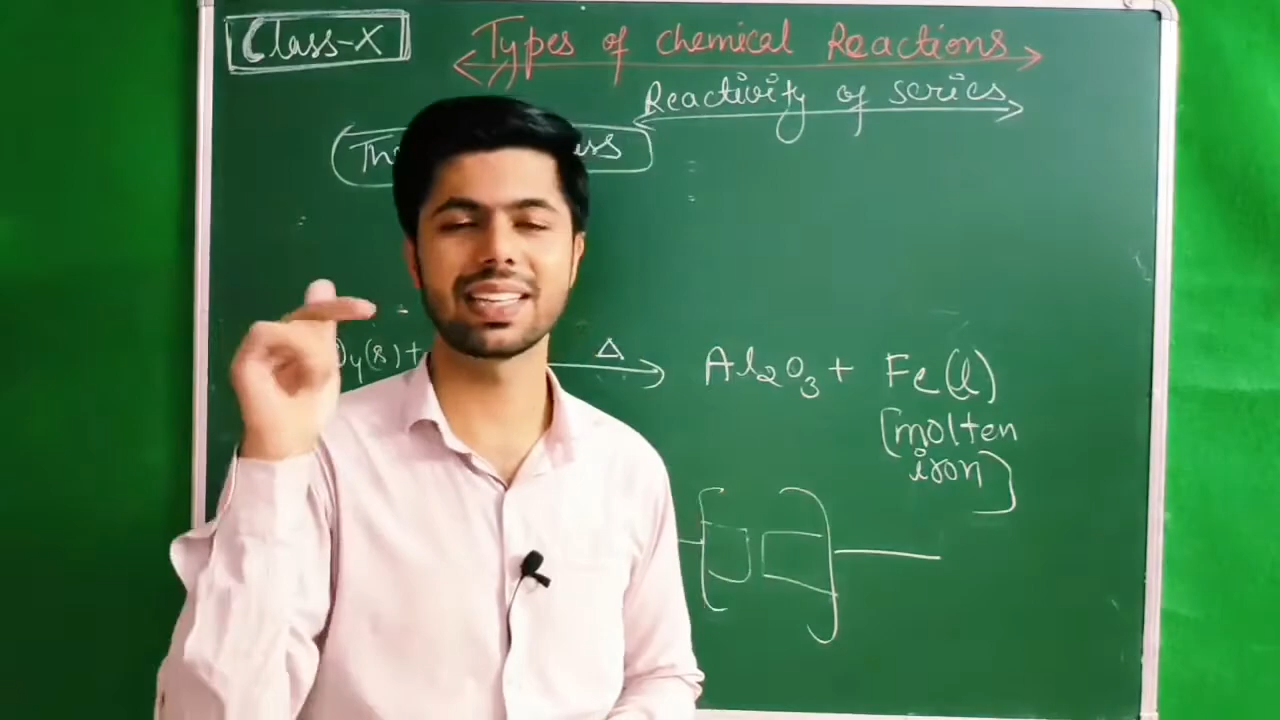 Class-X
Types of chemical Reactions
Reactivity of series
(s) + Δ Al2O3 + Fe(l)
[molten
iron]